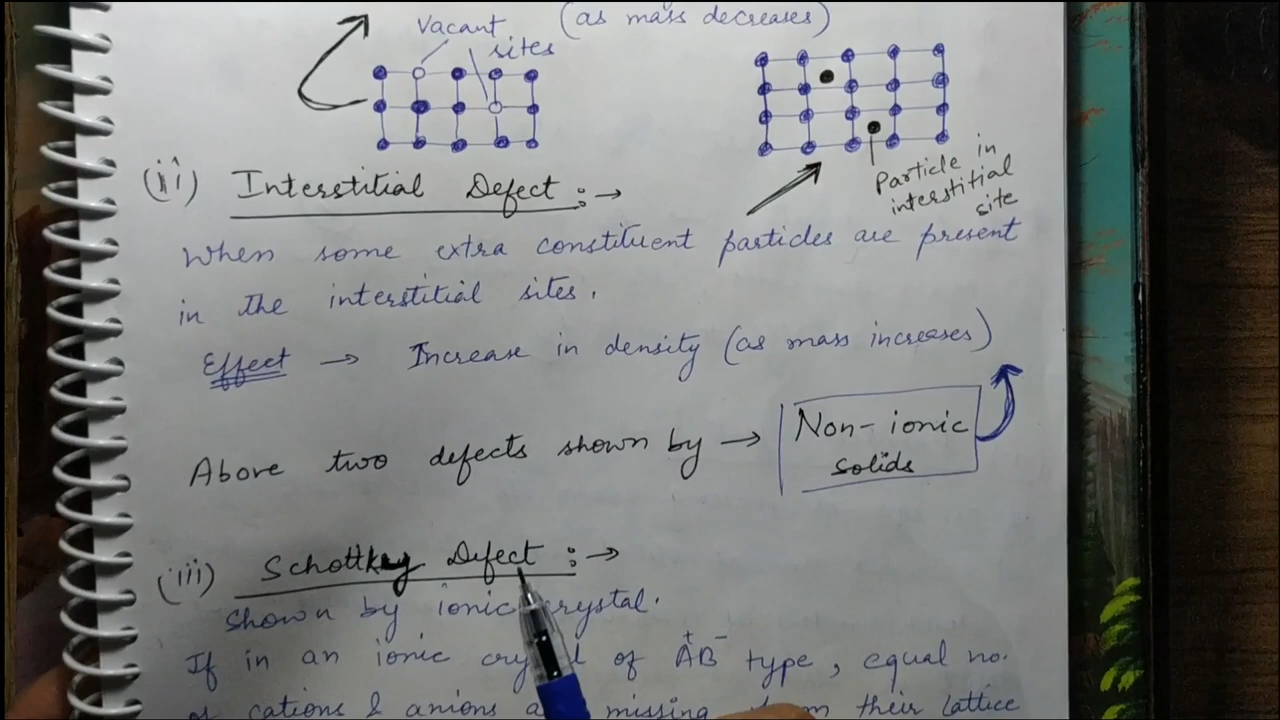 (as mass decreases)
Vacant
sites
Particle in
interstitial
site
(ii) Interstitial Defect :→
When some extra constituent particles are present
in the interstitial sites.
Effect → Increase in density (as mass increases)
Above two defects shown by → Non-ionic
solids
(iii) Schottky Defect :→
Shown by ionic crystal.
If in an ionic crystal of A⁺B⁻ type, equal no.
of cations & anions missing from their lattice